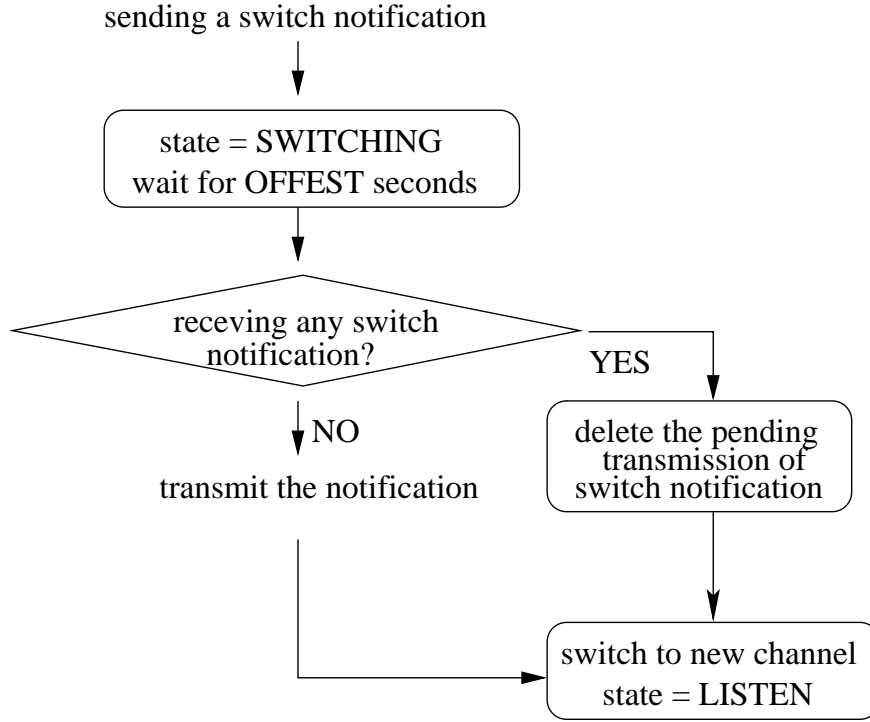 sending a switch notification
state = SWITCHING
wait for OFFEST seconds
receving any switch
notification?
YES
NO
delete the pending
transmission of
switch notification
transmit the notification
switch to new channel
state = LISTEN